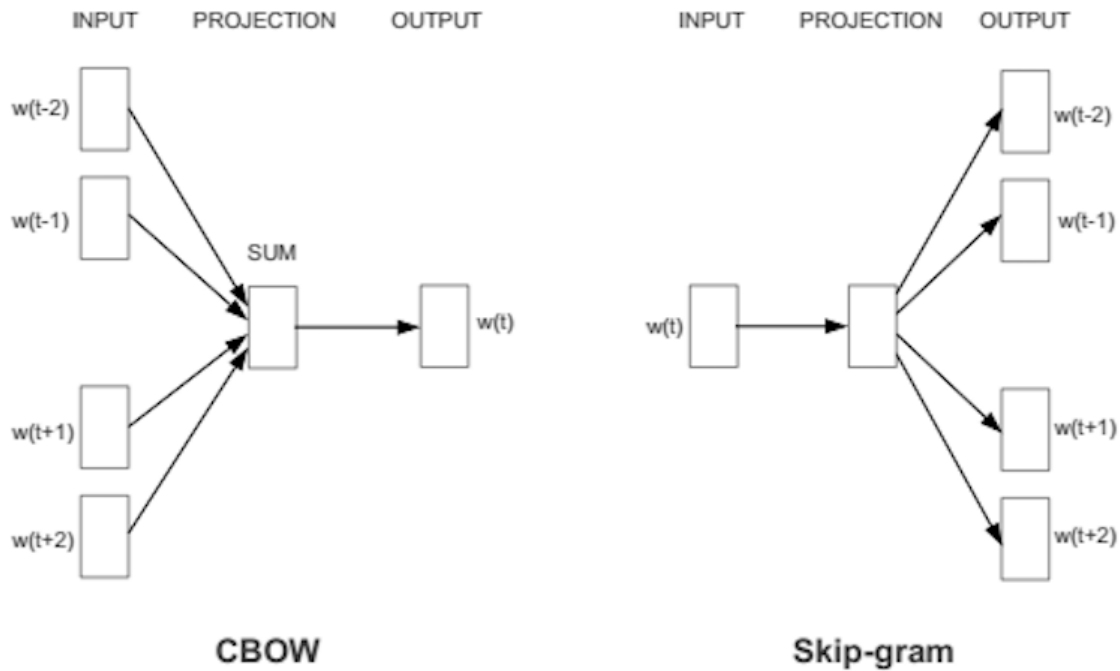 INPUT PROJECTION OUTPUT
w(t-2)
w(t-1)
SUM
w(t)
w(t+1)
w(t+2)
CBOW
INPUT PROJECTION OUTPUT
w(t-2)
w(t-1)
w(t)
w(t+1)
w(t+2)
Skip-gram